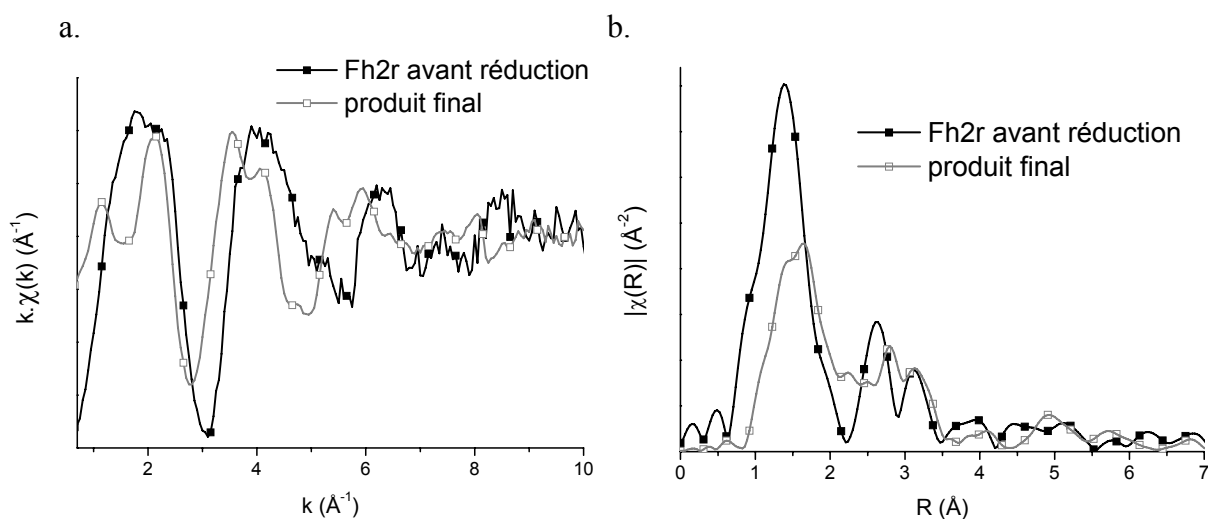 a.
Fh2r avant réduction
produit final
k.χ(k) (Å⁻¹)
2
4
6
8
10
k (Å⁻¹)
b.
Fh2r avant réduction
produit final
|χ(R)| (Å⁻²)
0
1
2
3
4
5
6
7
R (Å)